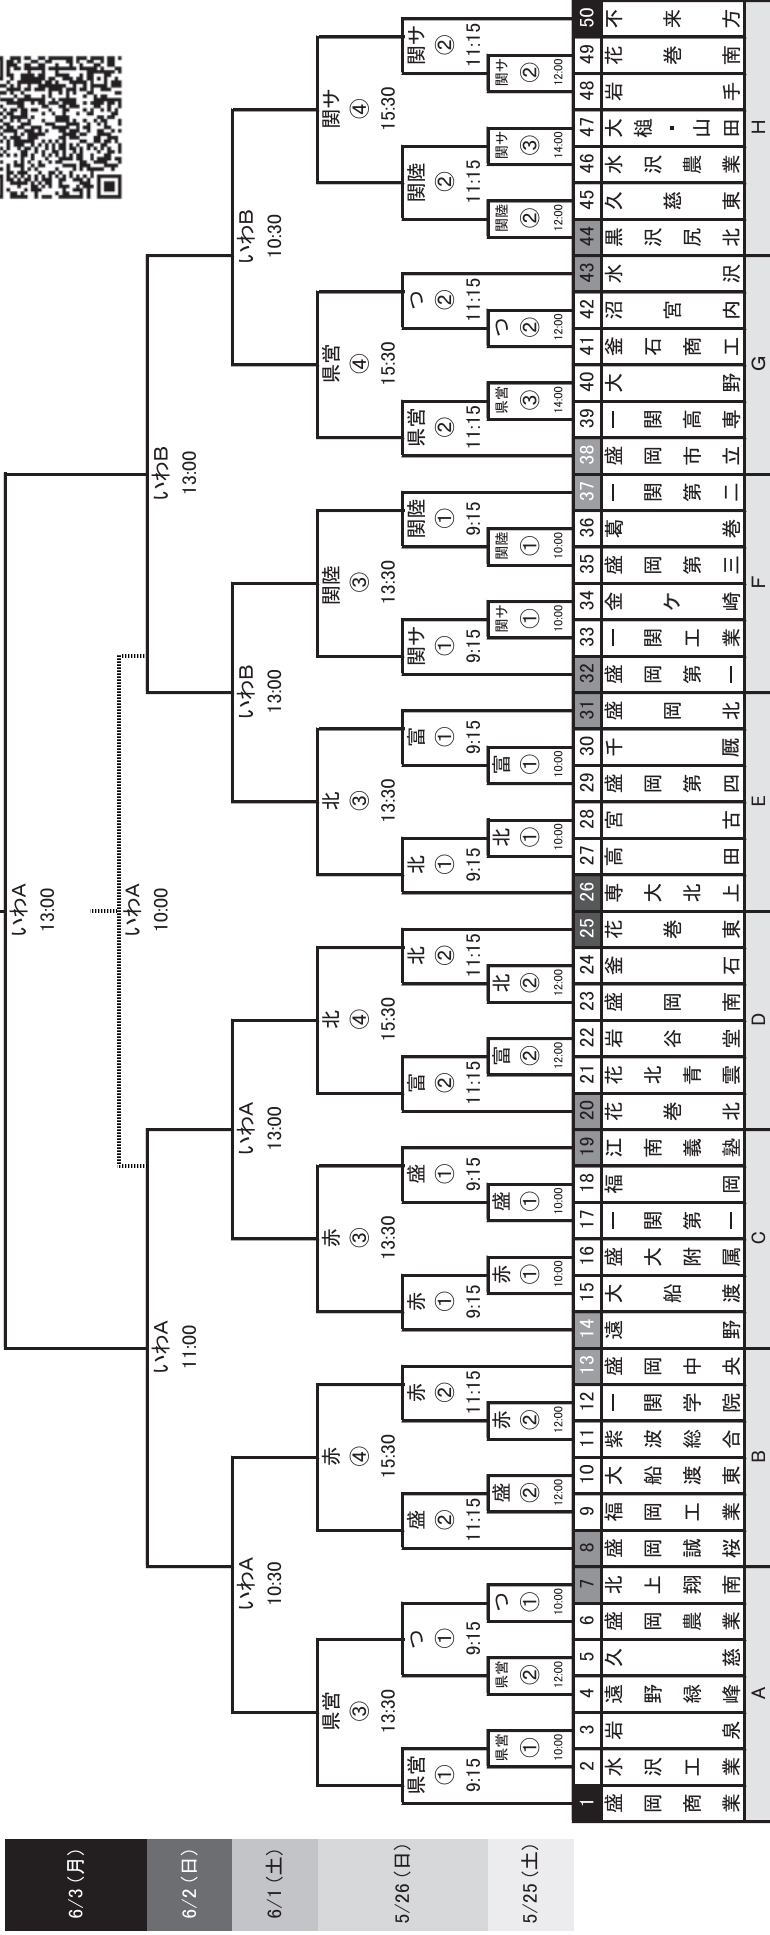 6/3(月)
いわA
13:00
6/2(日)
いわA
11:00
いわA
10:00
いわB
13:00
6/1(土)
いわA
10:30
いわA
13:00
いわB
13:00
いわB
10:30
5/26(日)
県営
③
13:30
赤
④
15:30
赤
③
13:30
北
④
15:30
北
③
13:30
関陸
③
13:30
県営
④
15:30
関サ
④
15:30
県営
①
9:15
つ
①
9:15
盛
②
11:15
赤
②
11:15
赤
①
9:15
盛
①
9:15
富
②
11:15
北
②
11:15
北
①
9:15
富
①
9:15
関サ
①
9:15
関陸
①
9:15
県営
②
11:15
つ
②
11:15
関陸
②
11:15
関サ
②
11:15
5/25(土)
県営
①
10:00
県営
②
12:00
つ
①
10:00
盛
②
12:00
赤
②
12:00
赤
①
10:00
盛
①
10:00
富
②
12:00
北
②
12:00
北
①
10:00
富
①
10:00
関サ
①
10:00
関陸
①
10:00
県営
③
14:00
つ
②
12:00
関陸
②
12:00
関サ
③
14:00
関サ
②
12:00
1 盛岡商業
2 水沢工業
3 岩泉
4 遠野緑峰
5 久慈
6 盛岡農業
7 北上翔南
8 盛岡誠桜
9 福岡工業
10 大船渡東
11 紫波総合
12 一関学院
13 盛岡中央
14 遠野
15 大船渡
16 盛大附属
17 一関第一
18 福岡
19 江南義塾
20 花巻北
21 花北青雲
22 岩谷堂
23 盛岡南
24 釜石
25 花巻東
26 専大北上
27 高田
28 宮古
29 盛岡第四
30 千厩
31 盛岡北
32 盛岡第一
33 一関工業
34 金ケ崎
35 盛岡第三
36 葛巻
37 一関第二
38 盛岡市立
39 一関高専
40 大野
41 釜石商工
42 沼宮内
43 水沢
44 黒沢尻北
45 久慈東
46 水沢農業
47 大槌・山田
48 岩手
49 花巻南
50 不来方
A
B
C
D
E
F
G
H